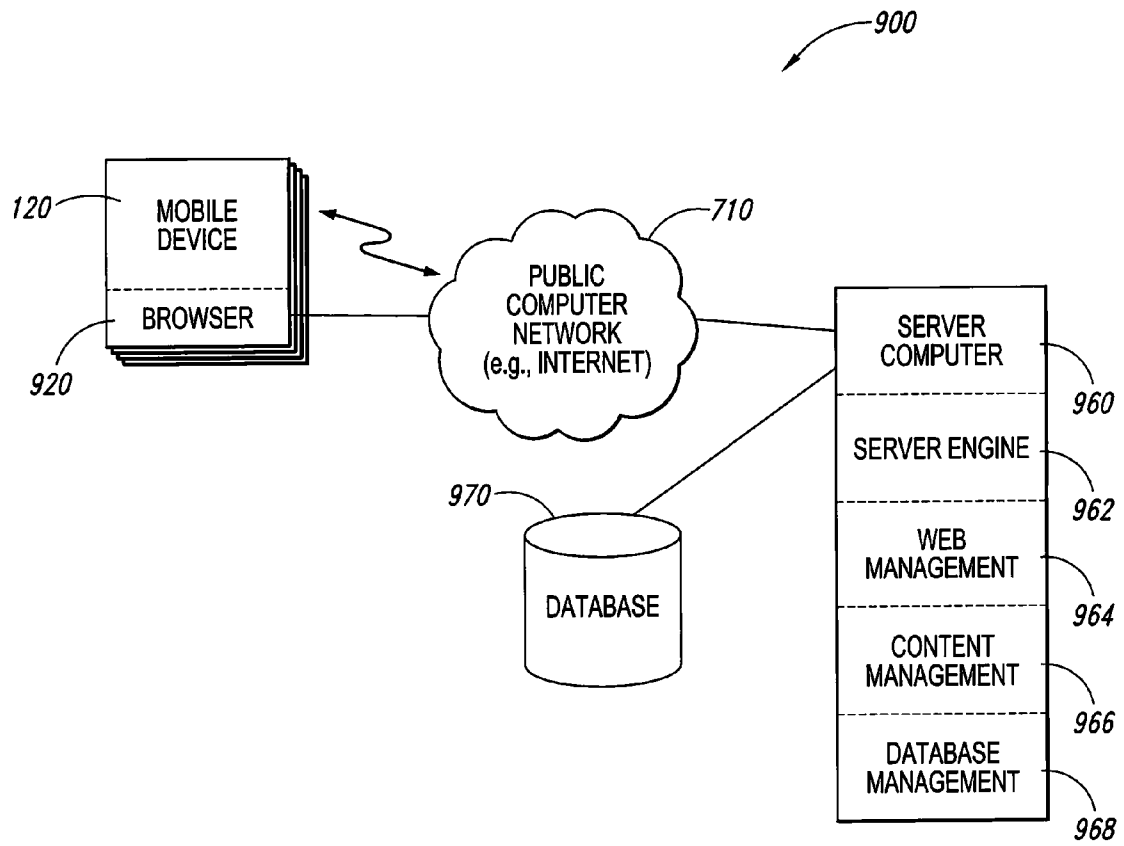 900
120
MOBILE
DEVICE
BROWSER
920
710
PUBLIC
COMPUTER
NETWORK
(e.g., INTERNET)
SERVER
COMPUTER
960
SERVER ENGINE
962
WEB
MANAGEMENT
964
CONTENT
MANAGEMENT
966
DATABASE
MANAGEMENT
968
970
DATABASE